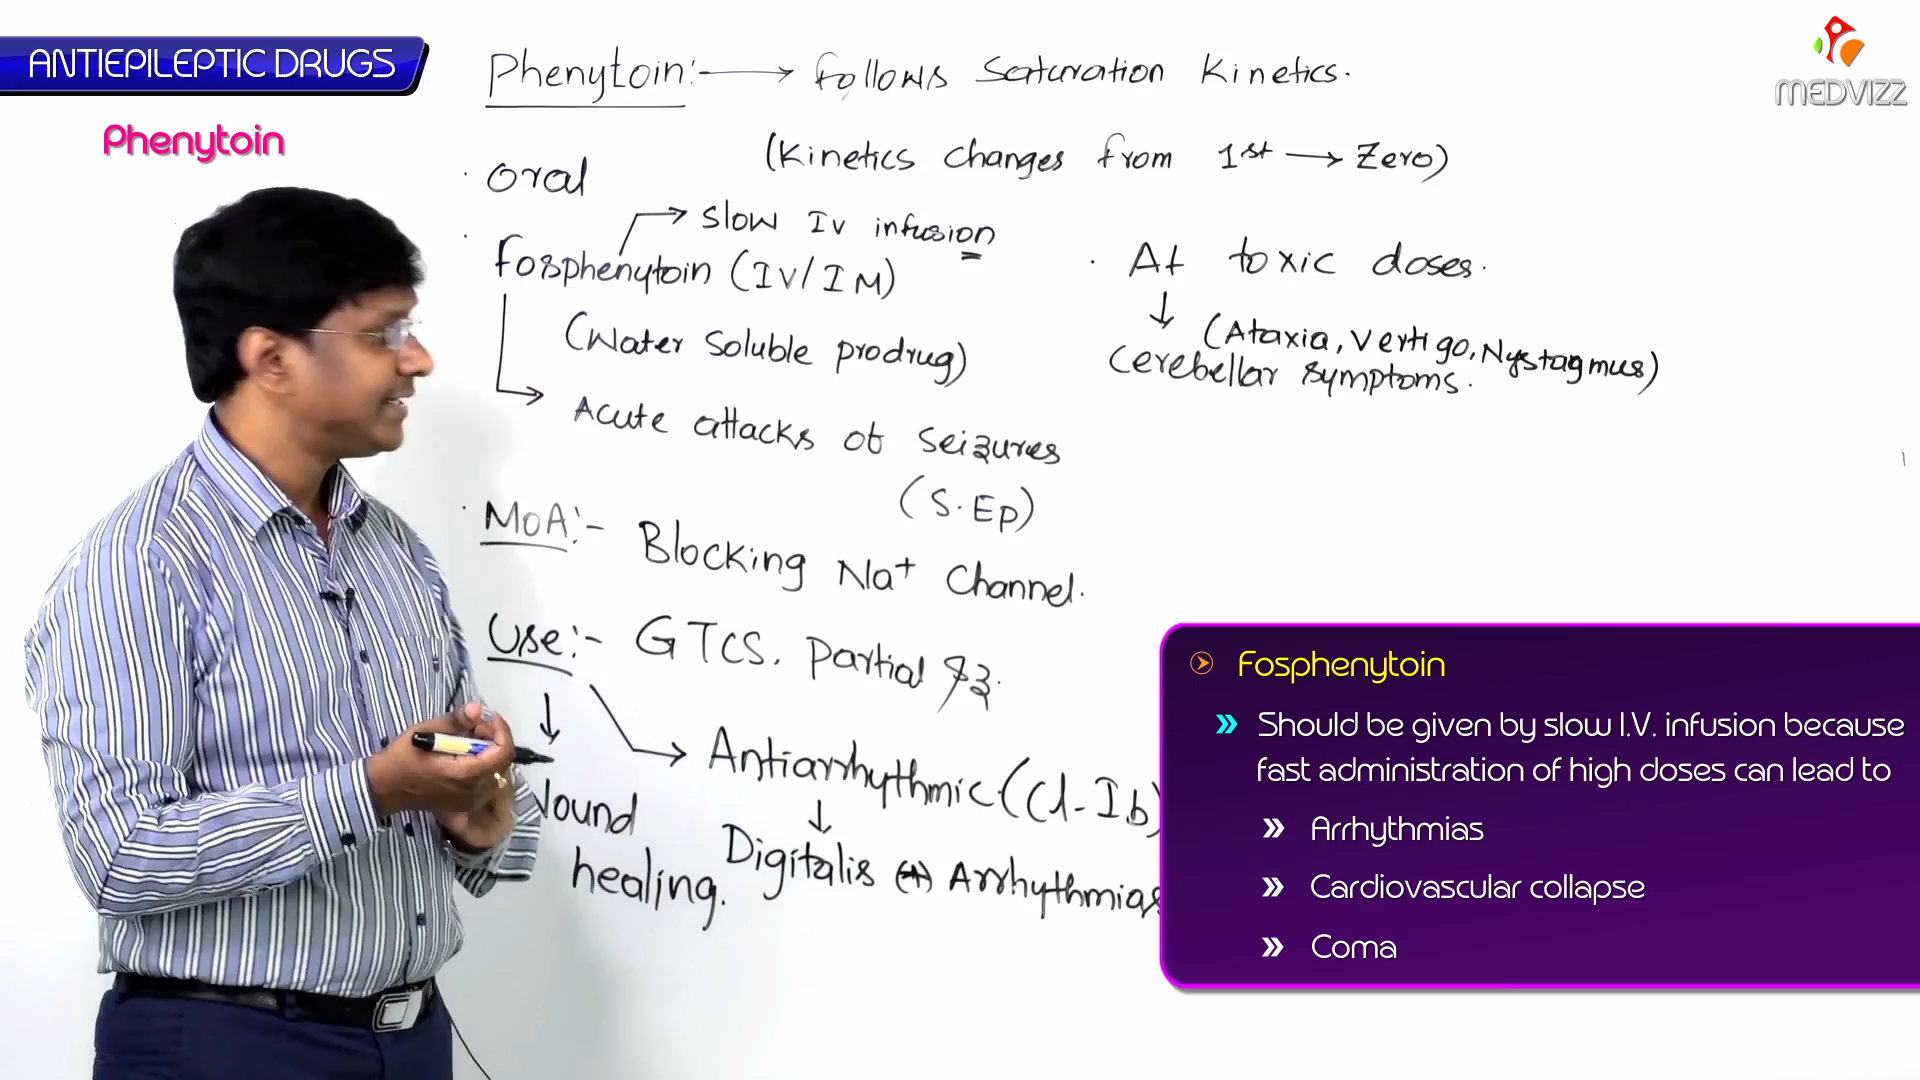 ANTIEPILEPTIC DRUGS
Phenytoin
MEDVIZZ
Phenytoin:- → follows Saturation Kinetics.
(Kinetics changes from 1st → Zero)
. oral
→ slow IV infusion
. fosphenytoin (IV/IM)
(Water soluble prodrug)
→ Acute attacks of seizures
(S.Ep)
. MOA:- Blocking Na+ Channel.
Use:- GTCS. Partial
↓
ound
healing.
→ Antiarrhythmic (Cl-Ib)
↓
Digitalis Arrhythmias
. At toxic doses.
↓ (Ataxia, Vertigo, Nystagmus)
Cerebellar symptoms.
Fosphenytoin
» Should be given by slow I.V. infusion because
fast administration of high doses can lead to
» Arrhythmias
» Cardiovascular collapse
» Coma